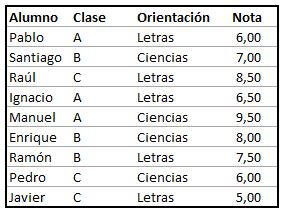 Alumno Clase Orientación Nota
Pablo A Letras 6,00
Santiago B Ciencias 7,00
Raúl C Letras 8,50
Ignacio A Letras 6,50
Manuel A Ciencias 9,50
Enrique B Ciencias 8,00
Ramón B Letras 7,50
Pedro C Ciencias 6,00
Javier C Letras 5,00